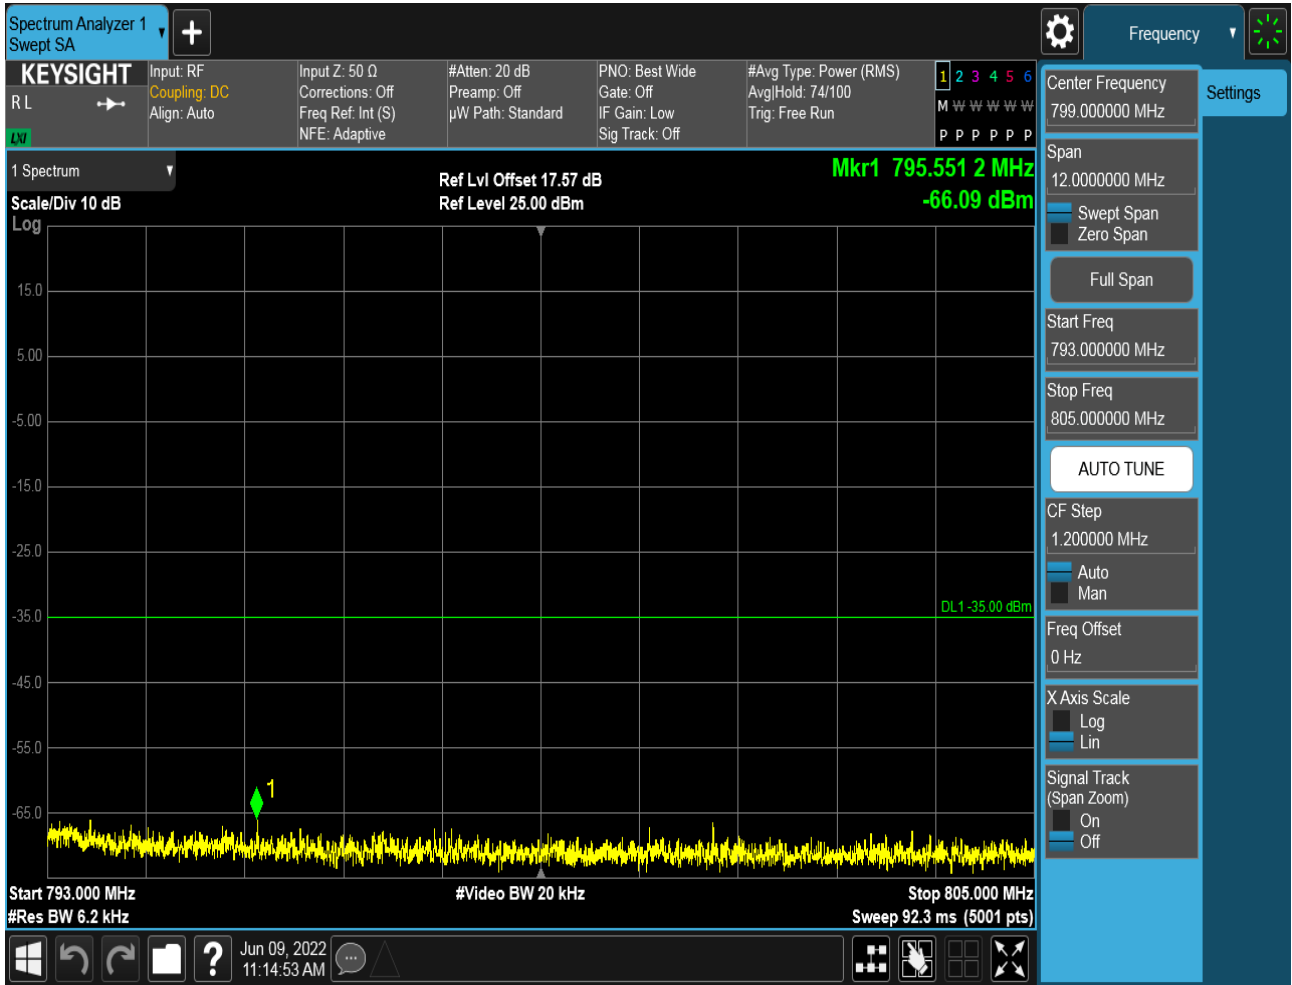 Spectrum Analyzer 1
Swept SA
Frequency
KEYSIGHT
R L
LXI
Input: RF
Coupling: DC
Align: Auto
Input Z: 50 Ω
Corrections: Off
Freq Ref: Int (S)
NFE: Adaptive
#Atten: 20 dB
Preamp: Off
µW Path: Standard
PNO: Best Wide
Gate: Off
IF Gain: Low
Sig Track: Off
#Avg Type: Power (RMS)
Avg|Hold: 74/100
Trig: Free Run
1 2 3 4 5 6
M W W W W W
P P P P P P
1 Spectrum
Scale/Div 10 dB
Log
Ref Lvl Offset 17.57 dB
Ref Level 25.00 dBm
Mkr1 795.551 2 MHz
-66.09 dBm
15.0
5.00
-5.00
-15.0
-25.0
-35.0
-45.0
-55.0
-65.0
DL1 -35.00 dBm
1
Start 793.000 MHz
#Res BW 6.2 kHz
#Video BW 20 kHz
Stop 805.000 MHz
Sweep 92.3 ms (5001 pts)
Jun 09, 2022
11:14:53 AM
?
Center Frequency
799.000000 MHz
Settings
Span
12.0000000 MHz
Swept Span
Zero Span
Full Span
Start Freq
793.000000 MHz
Stop Freq
805.000000 MHz
AUTO TUNE
CF Step
1.200000 MHz
Auto
Man
Freq Offset
0 Hz
X Axis Scale
Log
Lin
Signal Track
(Span Zoom)
On
Off